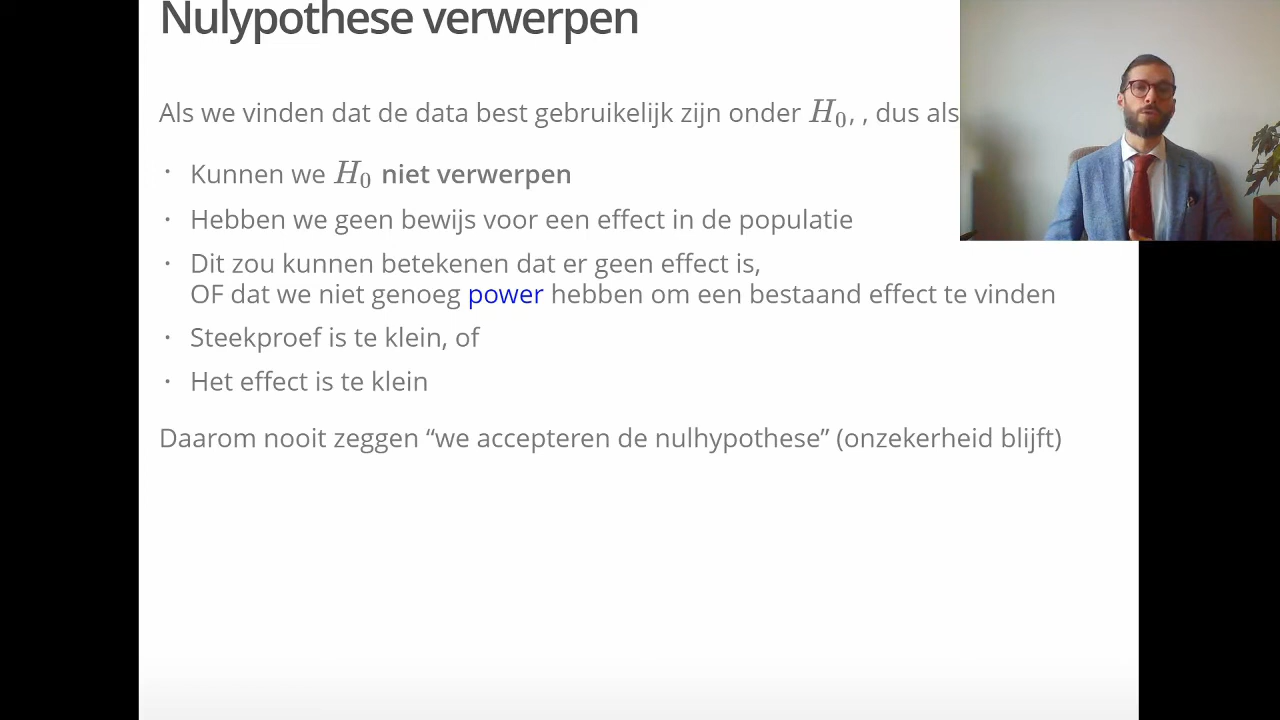 Nulypothese verwerpen
Als we vinden dat de data best gebruikelijk zijn onder H₀, , dus als
· Kunnen we H₀ niet verwerpen
· Hebben we geen bewijs voor een effect in de populatie
· Dit zou kunnen betekenen dat er geen effect is,
OF dat we niet genoeg power hebben om een bestaand effect te vinden
· Steekproef is te klein, of
· Het effect is te klein
Daarom nooit zeggen “we accepteren de nulhypothese” (onzekerheid blijft)